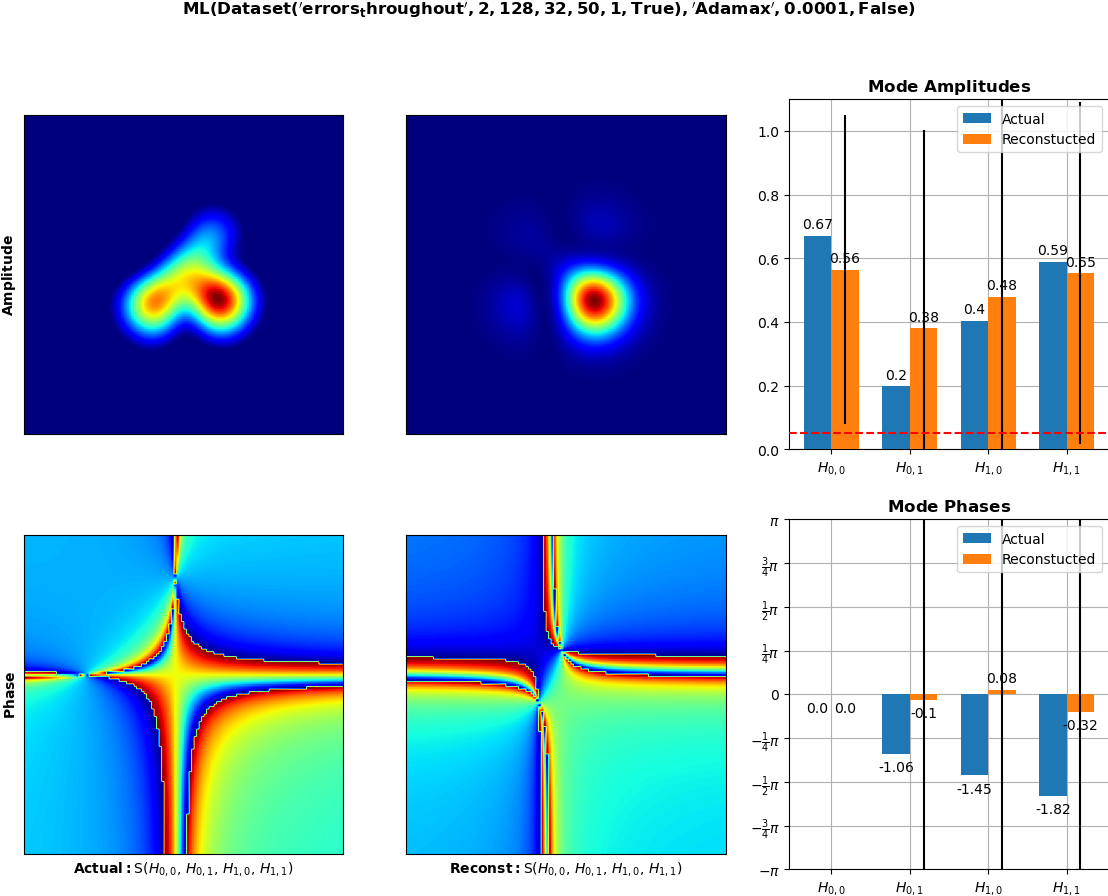 ML(Dataset('errors_throughout', 2, 128, 32, 50, 1, True), 'Adamax', 0.0001, False)
Mode Amplitudes
Amplitude
Actual
Reconstucted
1.0
0.8
0.6
0.4
0.2
0.0
0.67
0.56
0.2
0.38
0.4
0.48
0.59
0.55
H0,0
H0,1
H1,0
H1,1
Mode Phases
Phase
Actual
Reconstucted
π
3/4π
1/2π
1/4π
0
−1/4π
−1/2π
−3/4π
−π
0.0
0.0
-1.06
-0.1
-1.45
0.08
-1.82
-0.32
H0,0
H0,1
H1,0
H1,1
Actual: S(H0,0, H0,1, H1,0, H1,1)
Reconst: S(H0,0, H0,1, H1,0, H1,1)